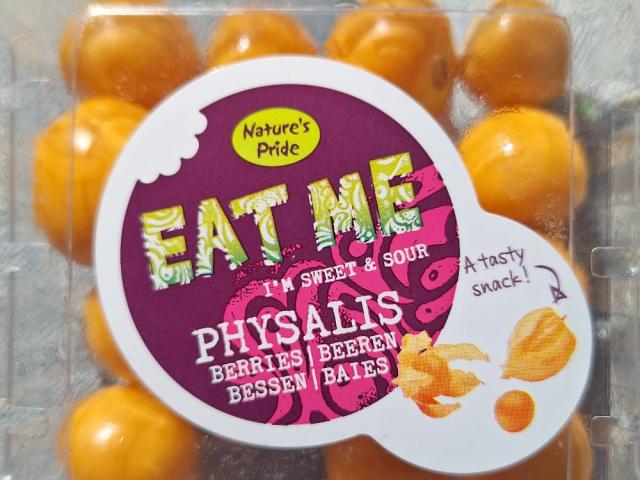 Nature's
Pride
EAT ME
I'M SWEET & SOUR
PHYSALIS
BERRIES | BEEREN
BESSEN | BAIES
A tasty
snack!